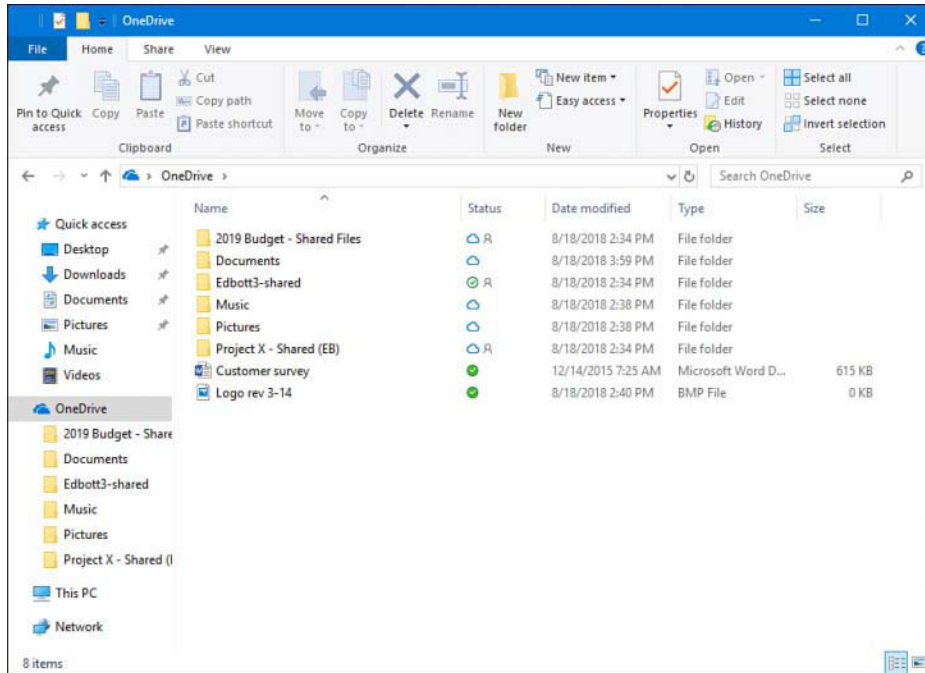 OneDrive
File Home Share View
Pin to Quick access
Copy
Paste
Cut
Copy path
Paste shortcut
Clipboard
Move to
Copy to
Delete
Rename
Organize
New folder
New item
Easy access
New
Properties
Open
Edit
History
Open
Select all
Select none
Invert selection
Select
OneDrive
Search OneDrive
Quick access
Desktop
Downloads
Documents
Pictures
Music
Videos
OneDrive
2019 Budget - Share
Documents
Edbott3-shared
Music
Pictures
Project X - Shared (
This PC
Network
Name Status Date modified Type Size
2019 Budget - Shared Files 8/18/2018 2:34 PM File folder
Documents 8/18/2018 3:59 PM File folder
Edbott3-shared 8/18/2018 2:34 PM File folder
Music 8/18/2018 2:38 PM File folder
Pictures 8/18/2018 2:38 PM File folder
Project X - Shared (EB) 8/18/2018 2:34 PM File folder
Customer survey 12/14/2015 7:25 AM Microsoft Word D... 615 KB
Logo rev 3-14 8/18/2018 2:40 PM BMP File 0 KB
8 items